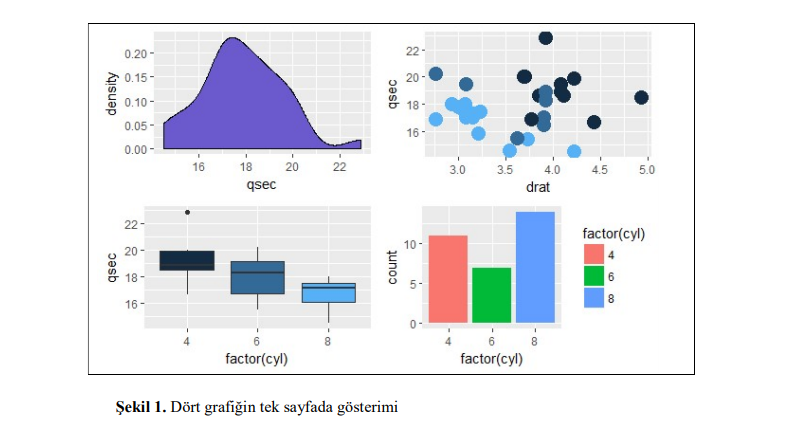 density
0.20
0.15
0.10
0.05
0.00
16 18 20 22
qsec
qsec
22
20
18
16
3.0 3.5 4.0 4.5 5.0
drat
qsec
22
20
18
16
4 6 8
factor(cyl)
count
10
5
0
4 6 8
factor(cyl)
factor(cyl)
4
6
8
Şekil 1. Dört grafiğin tek sayfada gösterimi